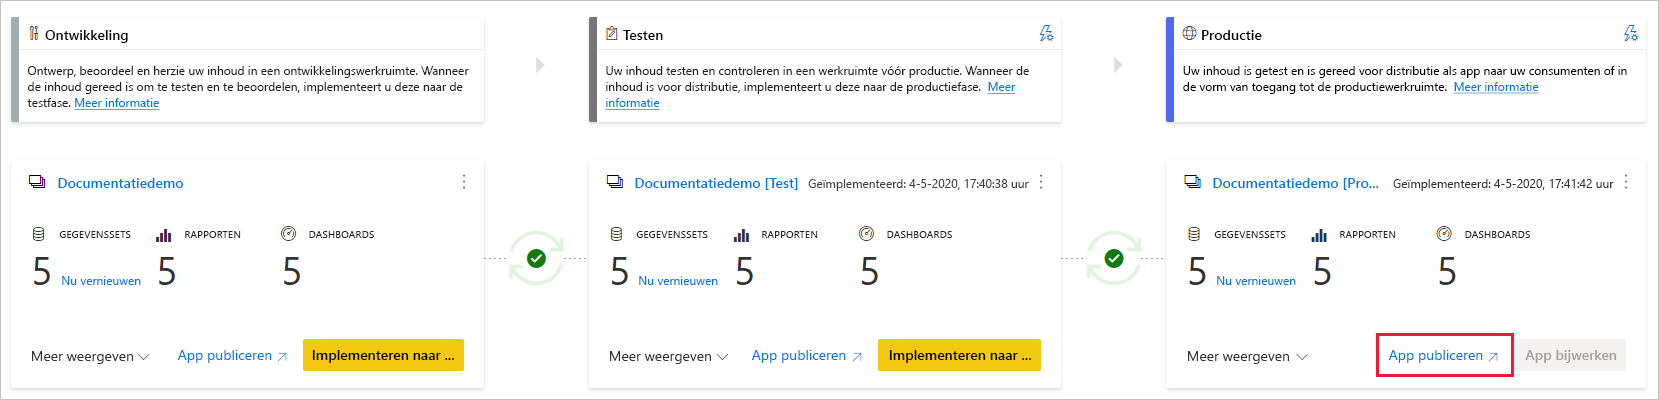 Ontwikkeling
Ontwerp, beoordeel en herzie uw inhoud in een ontwikkelingswerkruimte. Wanneer
de inhoud gereed is om te testen en te beoordelen, implementeert u deze naar de
testfase. Meer informatie
Testen
Uw inhoud testen en controleren in een werkruimte vóór productie. Wanneer de
inhoud is voor distributie, implementeert u deze naar de productiefase. Meer
informatie
Productie
Uw inhoud is getest en is gereed voor distributie als app naar uw consumenten of in
de vorm van toegang tot de productiewerkruimte. Meer informatie
Documentatiedemo
GEGEVENSSETS RAPPORTEN DASHBOARDS
5 Nu vernieuwen 5 5
Meer weergeven App publiceren Implementeren naar ...
Documentatiedemo [Test] Geïmplementeerd: 4-5-2020, 17:40:38 uur
GEGEVENSSETS RAPPORTEN DASHBOARDS
5 Nu vernieuwen 5 5
Meer weergeven App publiceren Implementeren naar ...
Documentatiedemo [Pro... Geïmplementeerd: 4-5-2020, 17:41:42 uur
GEGEVENSSETS RAPPORTEN DASHBOARDS
5 Nu vernieuwen 5 5
Meer weergeven App publiceren App bijwerken